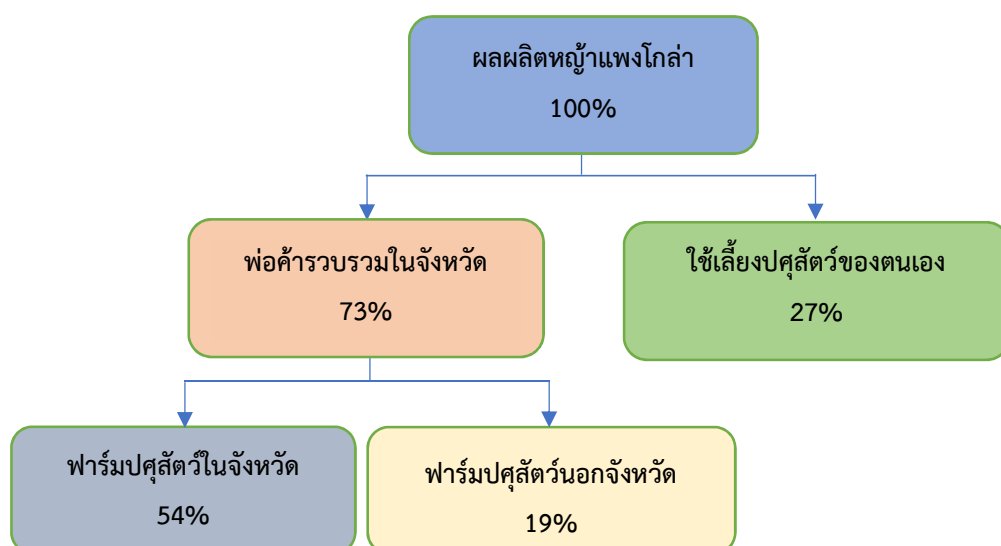 ผลผลิตหญ้าแพงโกล่า
100%
พ่อค้ารวบรวมในจังหวัด
73%
ใช้เลี้ยงปศุสัตว์ของตนเอง
27%
ฟาร์มปศุสัตว์ในจังหวัด
54%
ฟาร์มปศุสัตว์นอกจังหวัด
19%